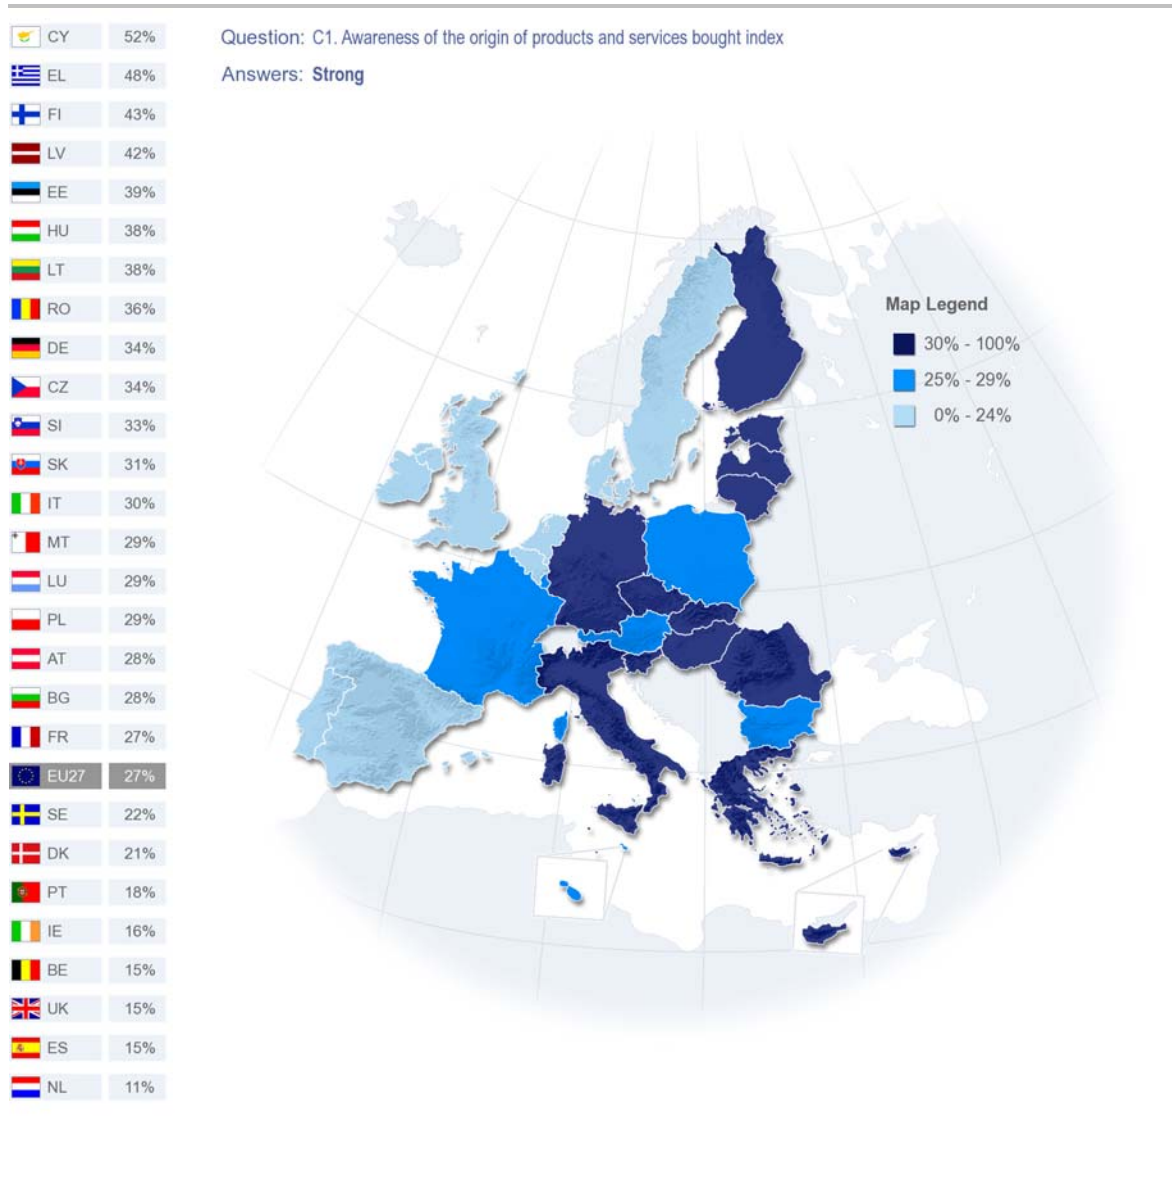 Question: C1. Awareness of the origin of products and services bought index
Answers: Strong
CY 52%
EL 48%
FI 43%
LV 42%
EE 39%
HU 38%
LT 38%
RO 36%
DE 34%
CZ 34%
SI 33%
SK 31%
IT 30%
MT 29%
LU 29%
PL 29%
AT 28%
BG 28%
FR 27%
EU27 27%
SE 22%
DK 21%
PT 18%
IE 16%
BE 15%
UK 15%
ES 15%
NL 11%
Map Legend
30% - 100%
25% - 29%
0% - 24%